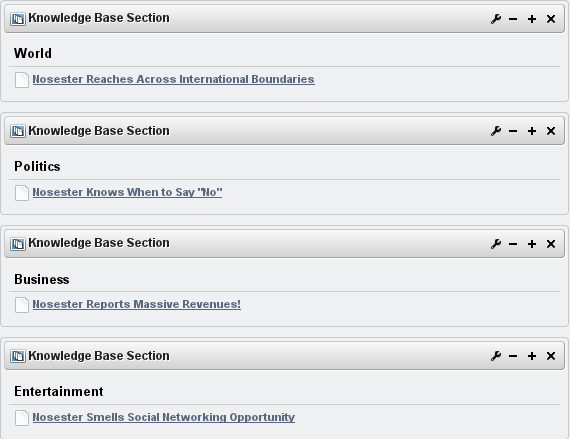 Knowledge Base Section
World
Nosester Reaches Across International Boundaries
Knowledge Base Section
Politics
Nosester Knows When to Say "No"
Knowledge Base Section
Business
Nosester Reports Massive Revenues!
Knowledge Base Section
Entertainment
Nosester Smells Social Networking Opportunity